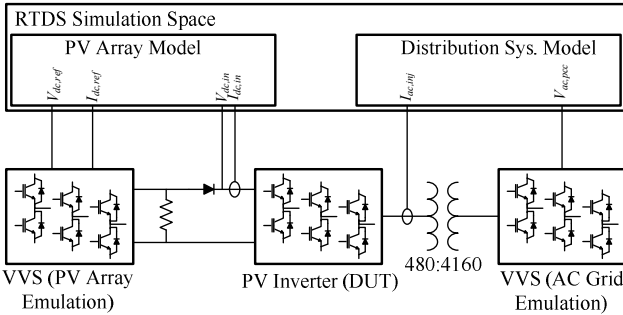 RTDS Simulation Space
PV Array Model
Distribution Sys. Model
Vdc,ref
Idc,ref
Vdc,in
Idc,in
Iac,inj
Vac,pcc
VVS (PV Array
Emulation)
PV Inverter (DUT)
480:4160
VVS (AC Grid
Emulation)